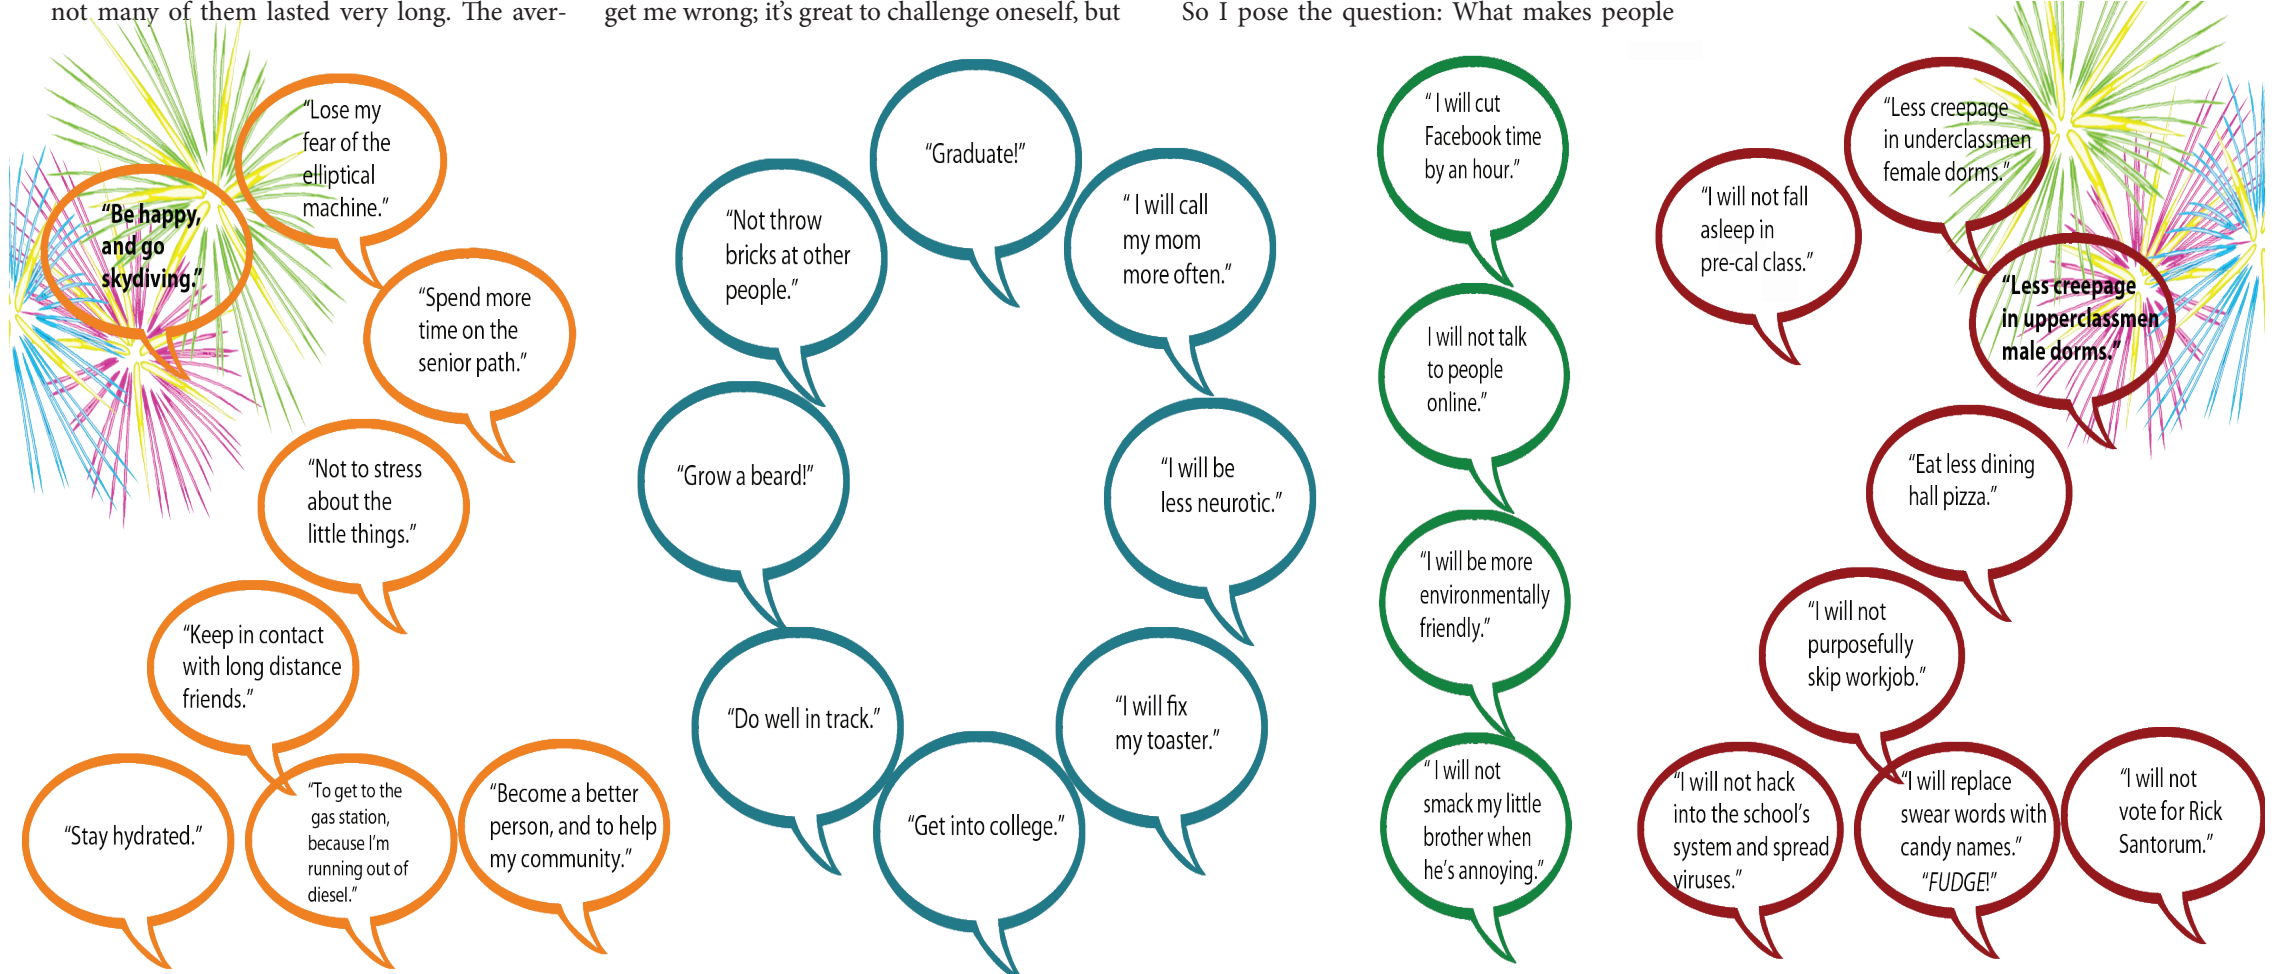 not many of them lasted very long. The aver-
get me wrong; it's great to challenge oneself, but
So I pose the question: What makes people
“Lose my
fear of the
elliptical
machine.”
“Be happy,
and go
skydiving.”
“Spend more
time on the
senior path.”
“Not to stress
about the
little things.”
“Keep in contact
with long distance
friends.”
“Stay hydrated.”
“To get to the
gas station,
because I’m
running out of
diesel.”
“Become a better
person, and to help
my community.”
“Graduate!”
“Not throw
bricks at other
people.”
“ I will call
my mom
more often.”
“Grow a beard!”
“I will be
less neurotic.”
“Do well in track.”
“I will fix
my toaster.”
“Get into college.”
“ I will cut
Facebook time
by an hour.”
I will not talk
to people
online.”
“I will be more
environmentally
friendly.”
“ I will not
smack my little
brother when
he’s annoying.”
“Less creepage
in underclassmen
female dorms.”
“I will not fall
asleep in
pre-cal class.”
“Less creepage
in upperclassmen
male dorms.”
“Eat less dining
hall pizza.”
“I will not
purposefully
skip workjob.”
“I will not hack
into the school’s
system and spread
viruses.”
“I will replace
swear words with
candy names.”
“FUDGE!”
“I will not
vote for Rick
Santorum.”